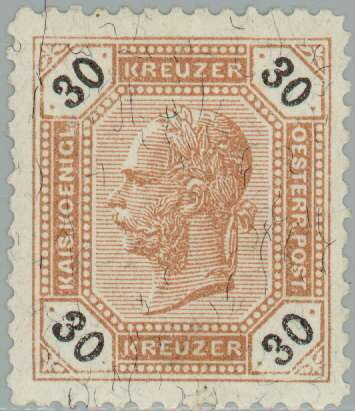 30 KREUZER 30
KAIS.KOENIGL.
OESTERR.POST
30 KREUZER 30